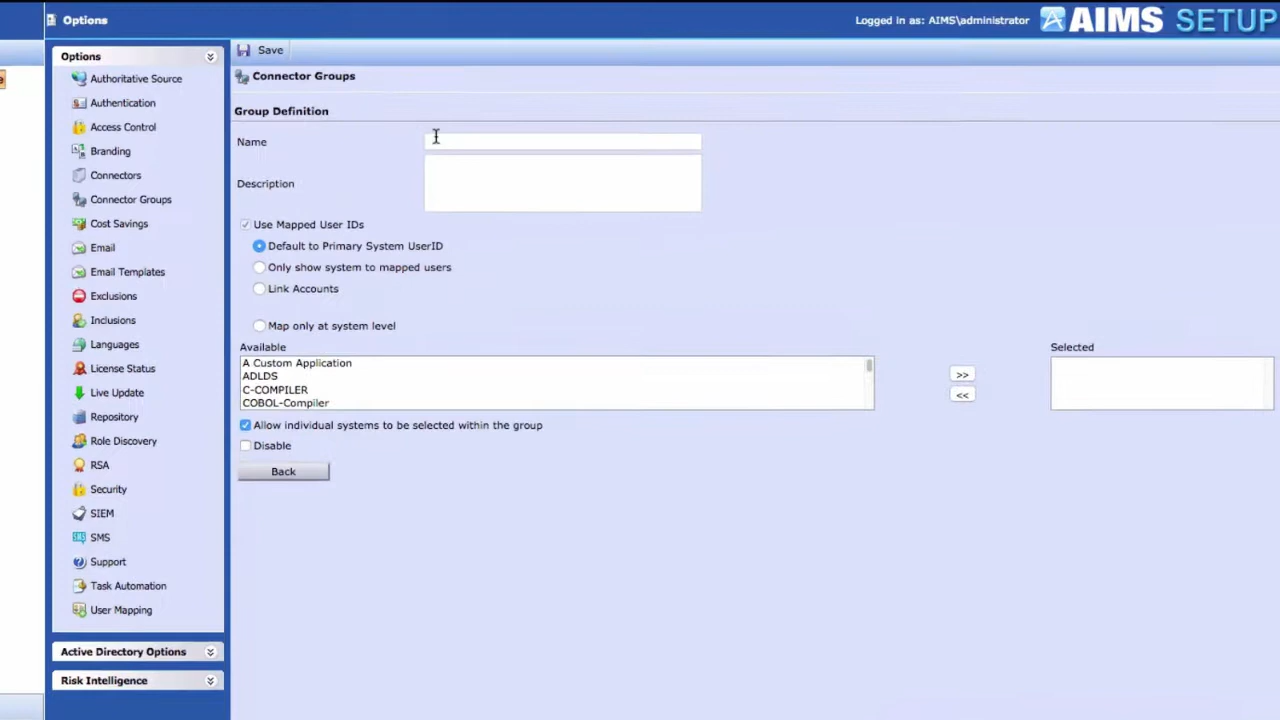 Options
Logged in as: AIMS\administrator
AIMS SETUP
Options
Authoritative Source
Authentication
Access Control
Branding
Connectors
Connector Groups
Cost Savings
Email
Email Templates
Exclusions
Inclusions
Languages
License Status
Live Update
Repository
Role Discovery
RSA
Security
SIEM
SMS
Support
Task Automation
User Mapping
Active Directory Options
Risk Intelligence
Save
Connector Groups
Group Definition
Name
Description
Use Mapped User IDs
Default to Primary System UserID
Only show system to mapped users
Link Accounts
Map only at system level
Available
Selected
A Custom Application
ADLDS
C-COMPILER
COBOL-Compiler
>>
<<
Allow individual systems to be selected within the group
Disable
Back